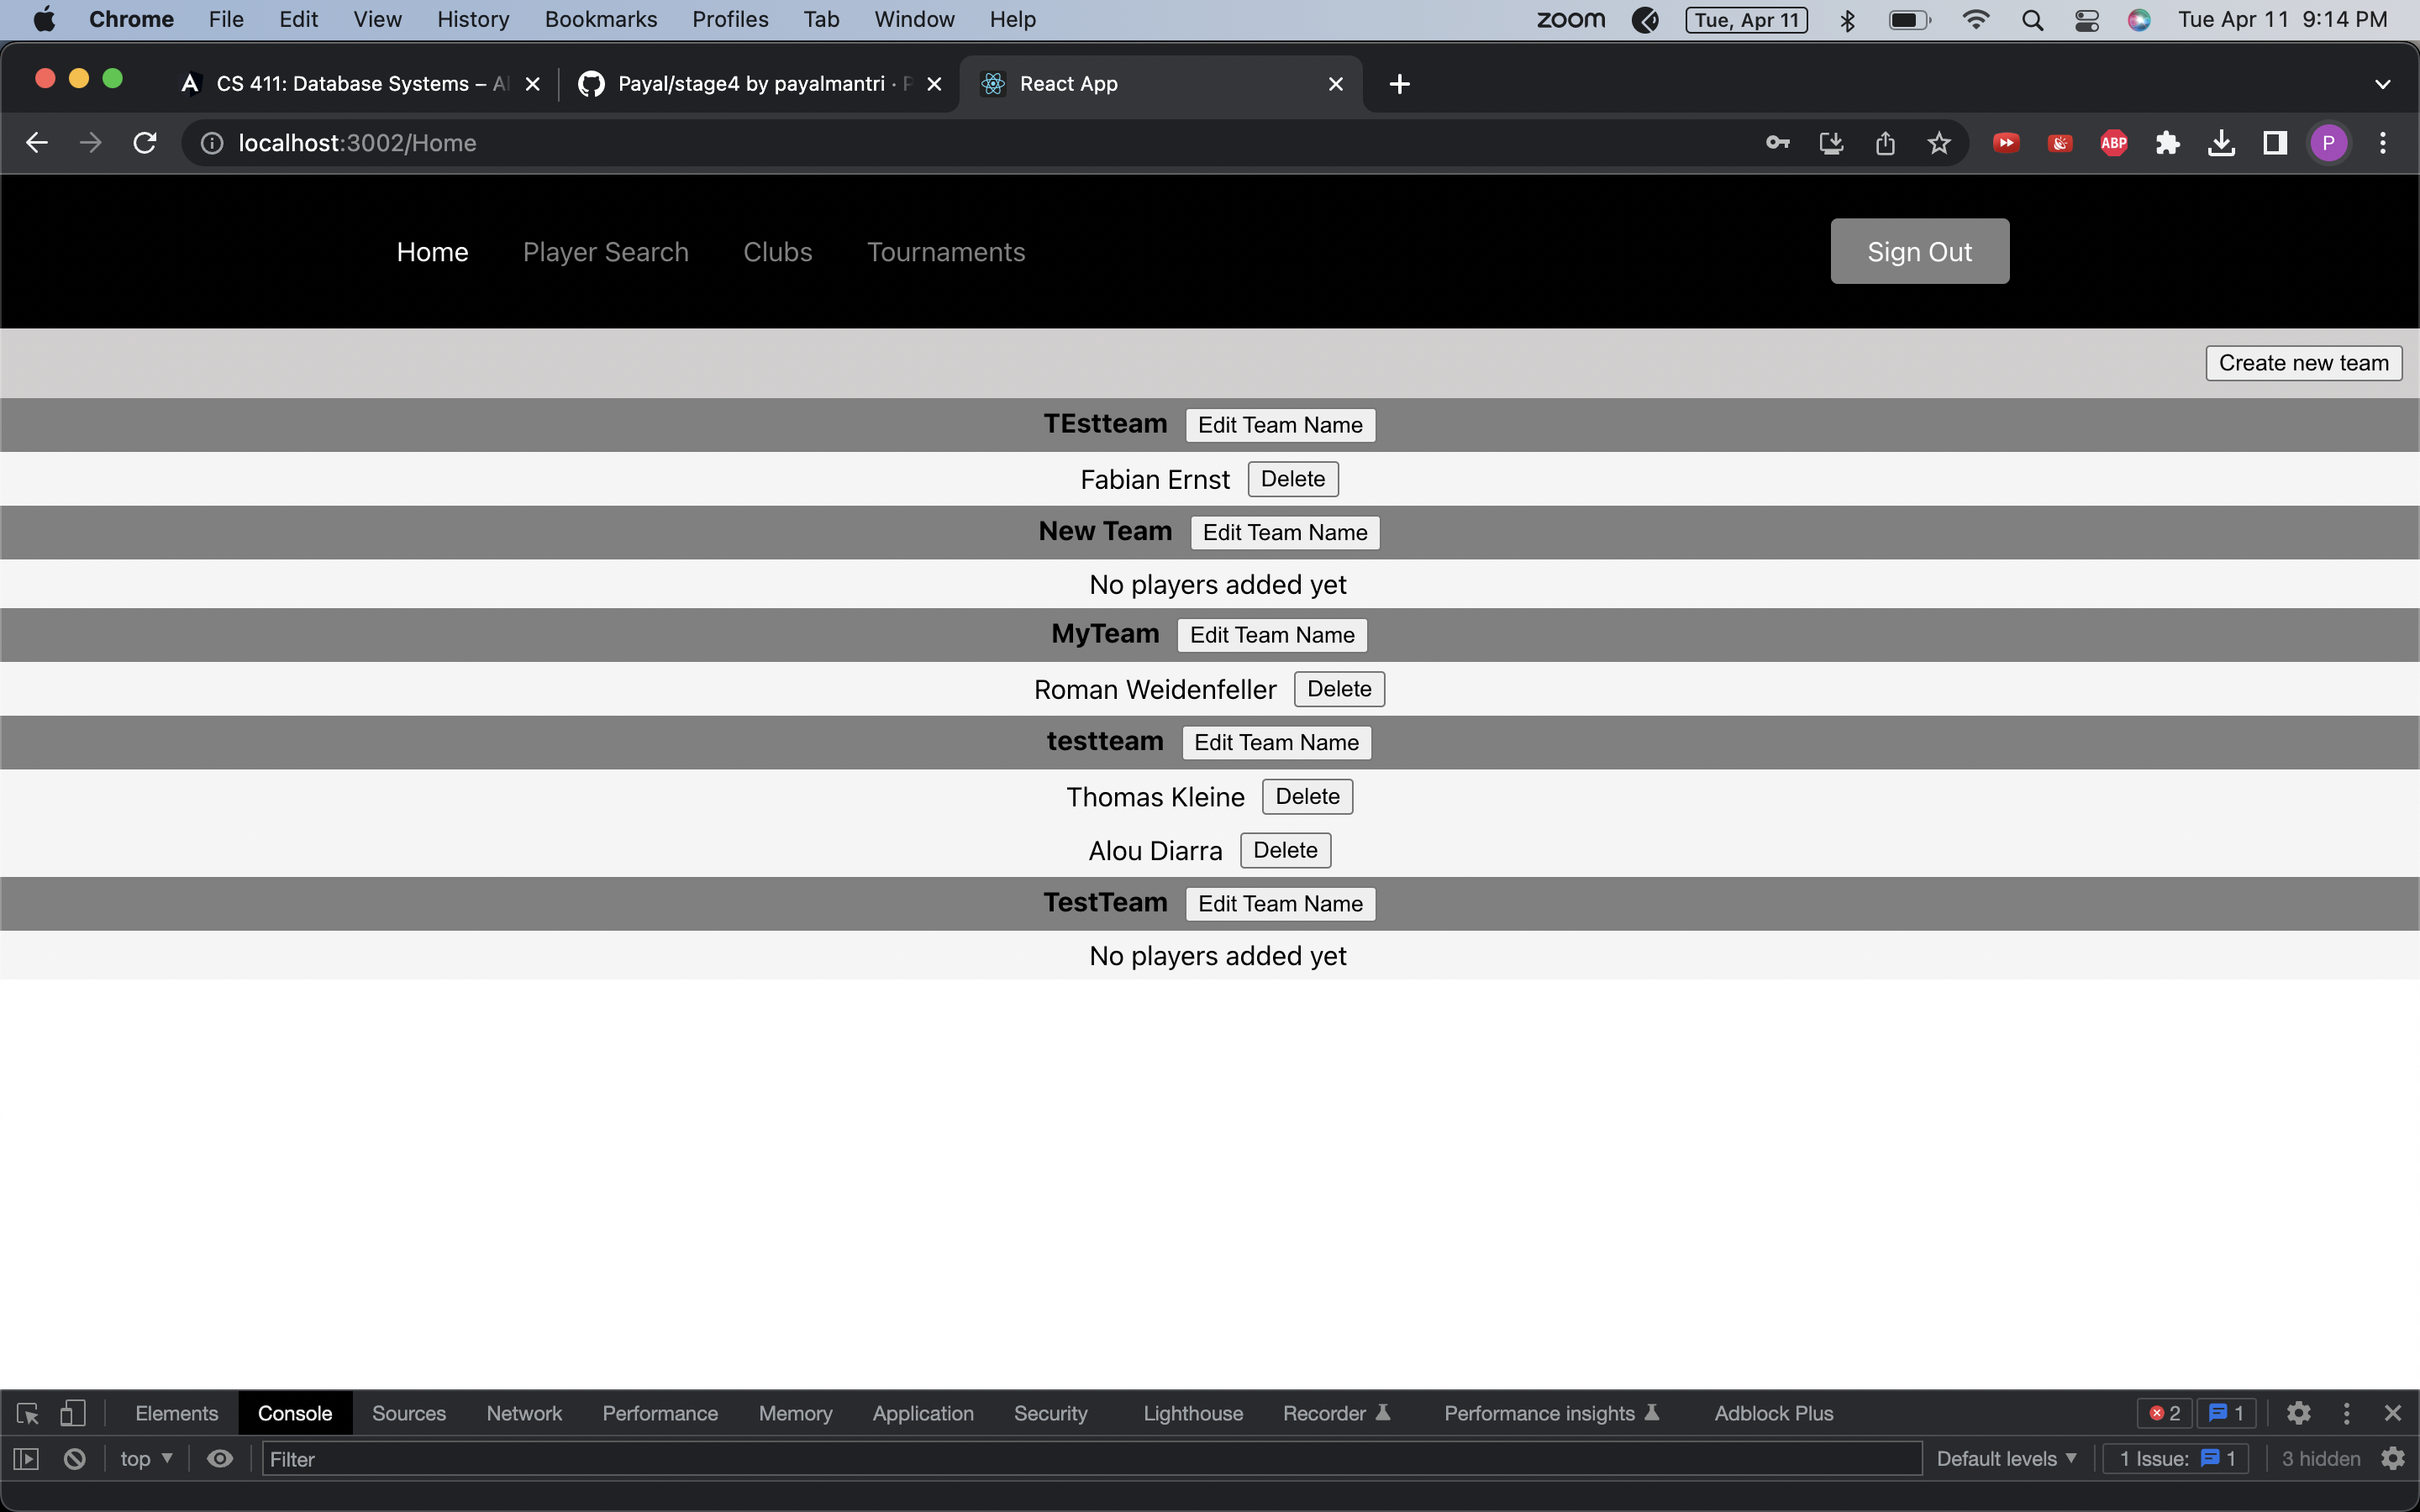 Chrome File Edit View History Bookmarks Profiles Tab Window Help zoom Tue, Apr 11 Tue Apr 11 9:14 PM
CS 411: Database Systems – Al Payal/stage4 by payalmantri · P React App
localhost:3002/Home ABP P
Home Player Search Clubs Tournaments Sign Out
Create new team
TEstteam Edit Team Name
Fabian Ernst Delete
New Team Edit Team Name
No players added yet
MyTeam Edit Team Name
Roman Weidenfeller Delete
testteam Edit Team Name
Thomas Kleine Delete
Alou Diarra Delete
TestTeam Edit Team Name
No players added yet
Elements Console Sources Network Performance Memory Application Security Lighthouse Recorder Performance insights Adblock Plus 2 1
top Filter Default levels 1 Issue: 1 3 hidden